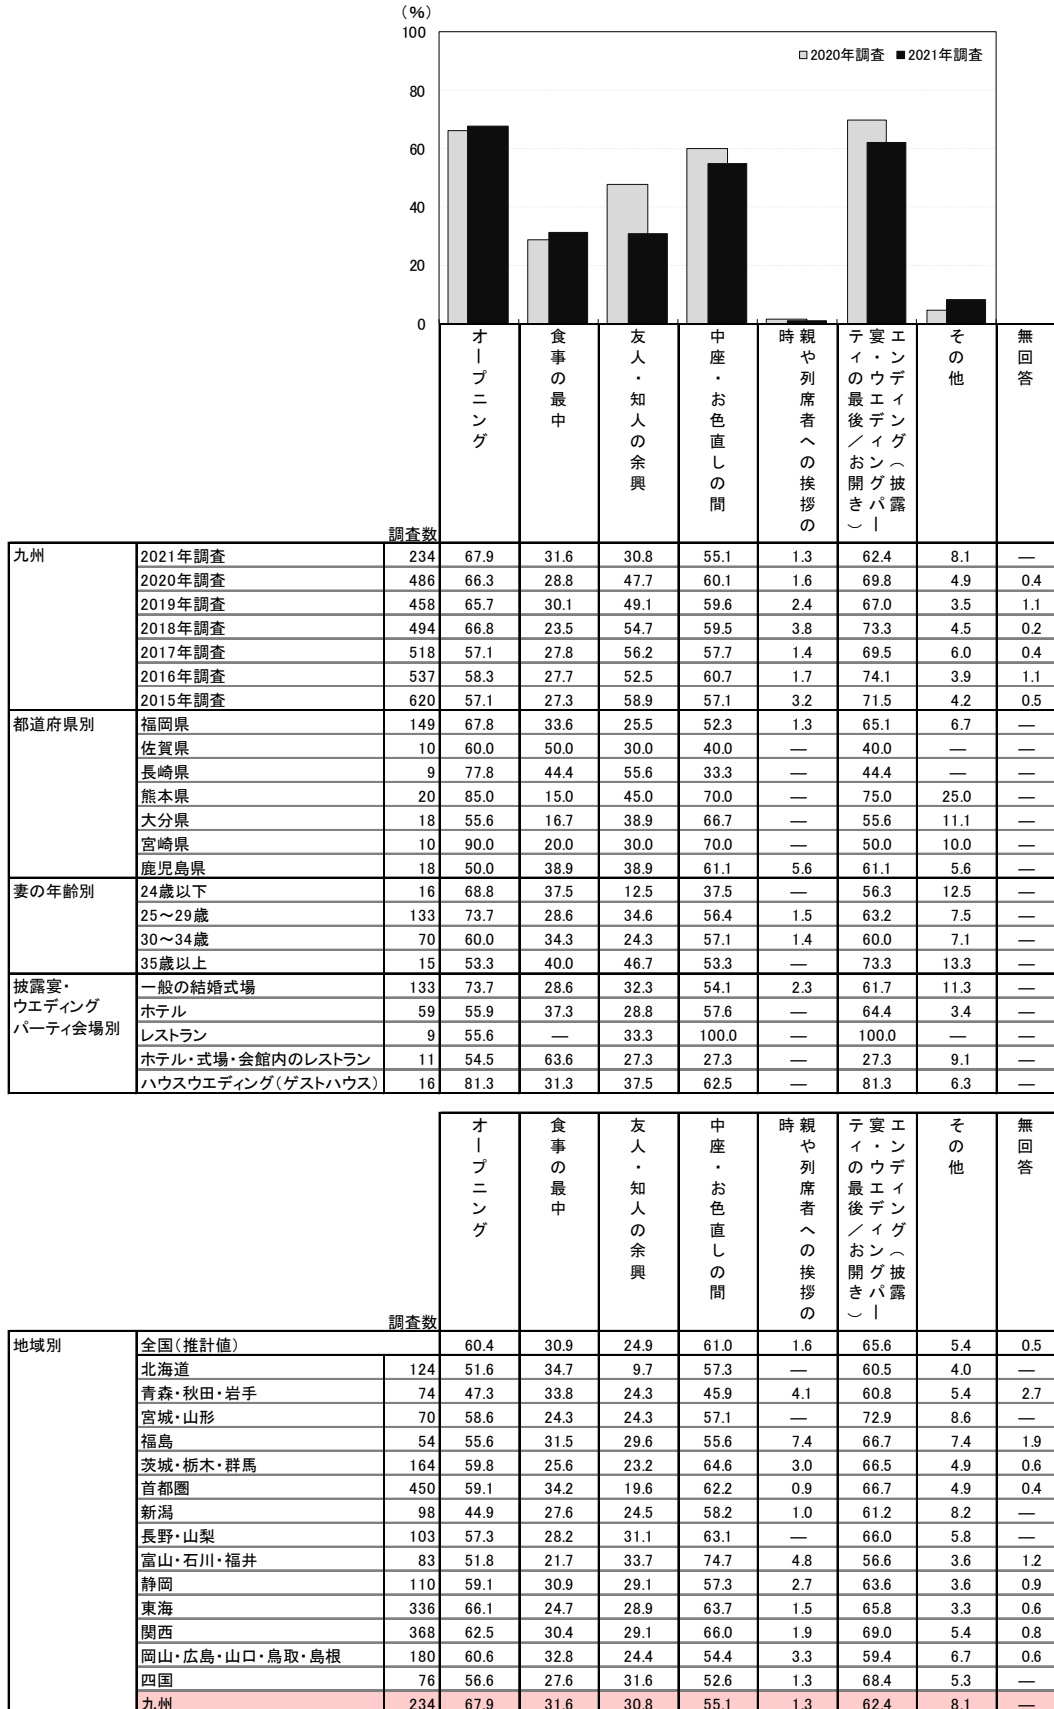 (%)
100
80
60
40
20
0
2020年調査 2021年調査
オープニング
食事の最中
友人・知人の余興
中座・お色直しの間
親や列席者への挨拶の時
エンディング(披露宴・ウエディングパーティの最後/お開き)
その他
無回答
調査数
九州 2021年調査 234 67.9 31.6 30.8 55.1 1.3 62.4 8.1 —
2020年調査 486 66.3 28.8 47.7 60.1 1.6 69.8 4.9 0.4
2019年調査 458 65.7 30.1 49.1 59.6 2.4 67.0 3.5 1.1
2018年調査 494 66.8 23.5 54.7 59.5 3.8 73.3 4.5 0.2
2017年調査 518 57.1 27.8 56.2 57.7 1.4 69.5 6.0 0.4
2016年調査 537 58.3 27.7 52.5 60.7 1.7 74.1 3.9 1.1
2015年調査 620 57.1 27.3 58.9 57.1 3.2 71.5 4.2 0.5
都道府県別 福岡県 149 67.8 33.6 25.5 52.3 1.3 65.1 6.7 —
佐賀県 10 60.0 50.0 30.0 40.0 — 40.0 — —
長崎県 9 77.8 44.4 55.6 33.3 — 44.4 — —
熊本県 20 85.0 15.0 45.0 70.0 — 75.0 25.0 —
大分県 18 55.6 16.7 38.9 66.7 — 55.6 11.1 —
宮崎県 10 90.0 20.0 30.0 70.0 — 50.0 10.0 —
鹿児島県 18 50.0 38.9 38.9 61.1 5.6 61.1 5.6 —
妻の年齢別 24歳以下 16 68.8 37.5 12.5 37.5 — 56.3 12.5 —
25〜29歳 133 73.7 28.6 34.6 56.4 1.5 63.2 7.5 —
30〜34歳 70 60.0 34.3 24.3 57.1 1.4 60.0 7.1 —
35歳以上 15 53.3 40.0 46.7 53.3 — 73.3 13.3 —
披露宴・ウエディングパーティ会場別 一般の結婚式場 133 73.7 28.6 32.3 54.1 2.3 61.7 11.3 —
ホテル 59 55.9 37.3 28.8 57.6 — 64.4 3.4 —
レストラン 9 55.6 — 33.3 100.0 — 100.0 — —
ホテル・式場・会館内のレストラン 11 54.5 63.6 27.3 27.3 — 27.3 9.1 —
ハウスウエディング(ゲストハウス) 16 81.3 31.3 37.5 62.5 — 81.3 6.3 —
オープニング
食事の最中
友人・知人の余興
中座・お色直しの間
親や列席者への挨拶の時
エンディング(披露宴・ウエディングパーティの最後/お開き)
その他
無回答
調査数
地域別 全国(推計値) 60.4 30.9 24.9 61.0 1.6 65.6 5.4 0.5
北海道 124 51.6 34.7 9.7 57.3 — 60.5 4.0 —
青森・秋田・岩手 74 47.3 33.8 24.3 45.9 4.1 60.8 5.4 2.7
宮城・山形 70 58.6 24.3 24.3 57.1 — 72.9 8.6 —
福島 54 55.6 31.5 29.6 55.6 7.4 66.7 7.4 1.9
茨城・栃木・群馬 164 59.8 25.6 23.2 64.6 3.0 66.5 4.9 0.6
首都圏 450 59.1 34.2 19.6 62.2 0.9 66.7 4.9 0.4
新潟 98 44.9 27.6 24.5 58.2 1.0 61.2 8.2 —
長野・山梨 103 57.3 28.2 31.1 63.1 — 66.0 5.8 —
富山・石川・福井 83 51.8 21.7 33.7 74.7 4.8 56.6 3.6 1.2
静岡 110 59.1 30.9 29.1 57.3 2.7 63.6 3.6 0.9
東海 336 66.1 24.7 28.9 63.7 1.5 65.8 3.3 0.6
関西 368 62.5 30.4 29.1 66.0 1.9 69.0 5.4 0.8
岡山・広島・山口・鳥取・島根 180 60.6 32.8 24.4 54.4 3.3 59.4 6.7 0.6
四国 76 56.6 27.6 31.6 52.6 1.3 68.4 5.3 —
九州 234 67.9 31.6 30.8 55.1 1.3 62.4 8.1 —